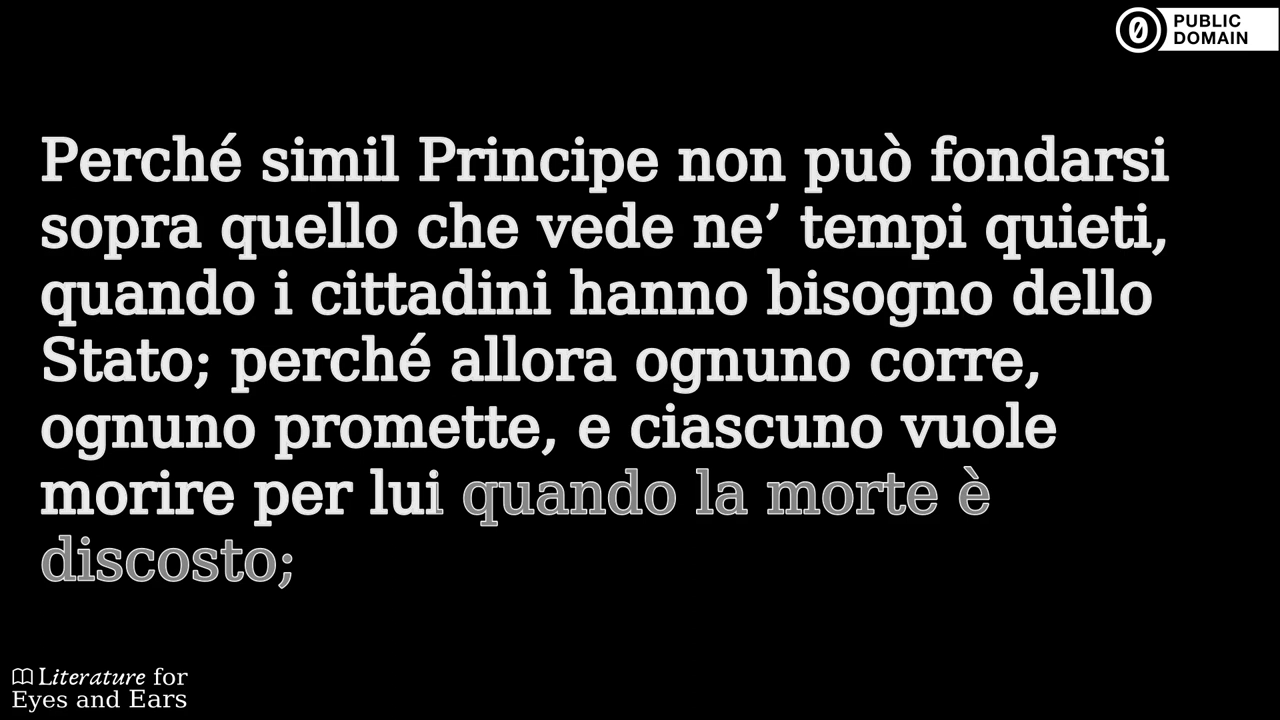 PUBLIC
DOMAIN
Perché simil Principe non può fondarsi
sopra quello che vede ne’ tempi quieti,
quando i cittadini hanno bisogno dello
Stato; perché allora ognuno corre,
ognuno promette, e ciascuno vuole
morire per lui quando la morte è
discosto;
Literature for
Eyes and Ears